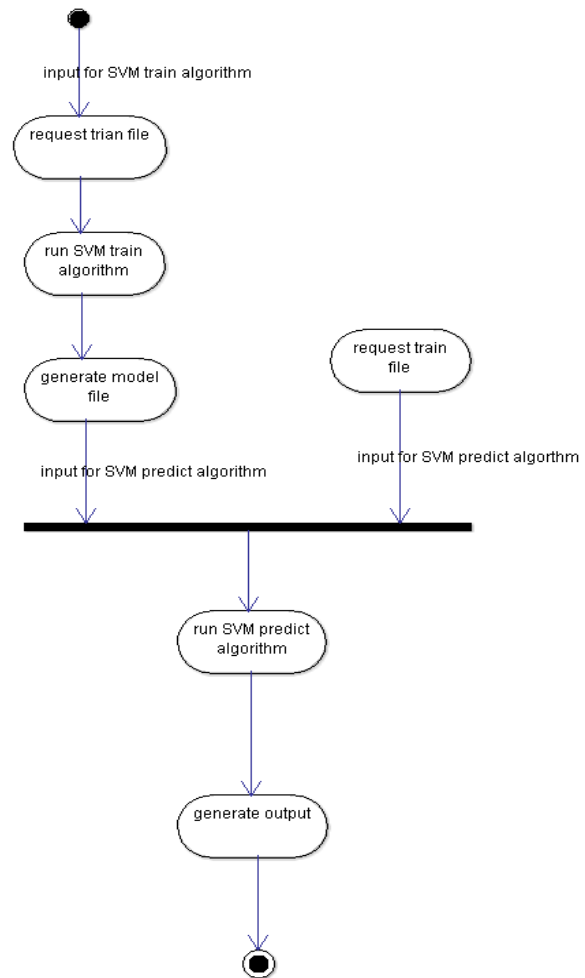 input for SVM train algorithm
request trian file
run SVM train
algorithm
request train
file
generate model
file
input for SVM predict algorithm
input for SVM predict algorthm
run SVM predict
algorithm
generate output